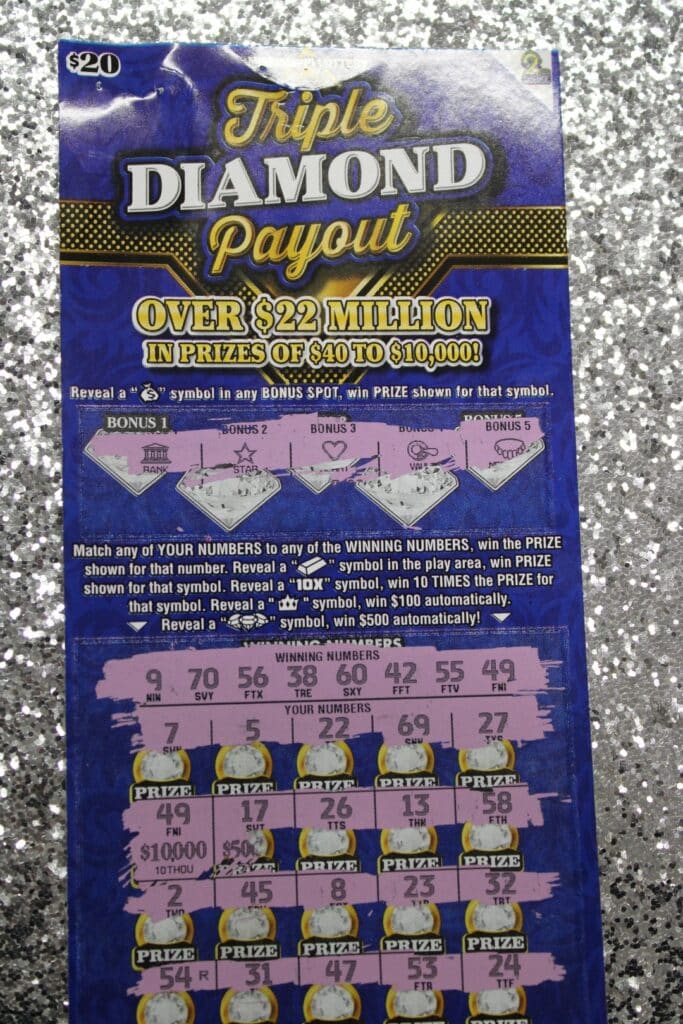 $20
LOTTERY
Triple
DIAMOND
Payout
OVER $22 MILLION
IN PRIZES OF $40 TO $10,000!
Reveal a " " symbol in any BONUS SPOT, win PRIZE shown for that symbol.
BONUS 1 BONUS 2 BONUS 3 BONUS 5
BANK STAR
Match any of YOUR NUMBERS to any of the WINNING NUMBERS, win the PRIZE
shown for that number. Reveal a " " symbol in the play area, win PRIZE
shown for that symbol. Reveal a "10X" symbol, win 10 TIMES the PRIZE for
that symbol. Reveal a " " symbol, win $100 automatically.
Reveal a " " symbol, win $500 automatically!
WINNING NUMBERS
WINNING NUMBERS
9 70 56 38 60 42 55 49
NIN SVY FTX TRE SXY FFT FTV FNI
YOUR NUMBERS
7 5 22 69 27
PRIZE PRIZE PRIZE PRIZE PRIZE
49 17 26 13 58
FNI SVT TTS THN FTH
$10,000 $500 PRIZE PRIZE PRIZE
10THOU
2 45 8 23 32
PRIZE PRIZE PRIZE PRIZE PRIZE
54 R 31 47 53 24
FTR TTF